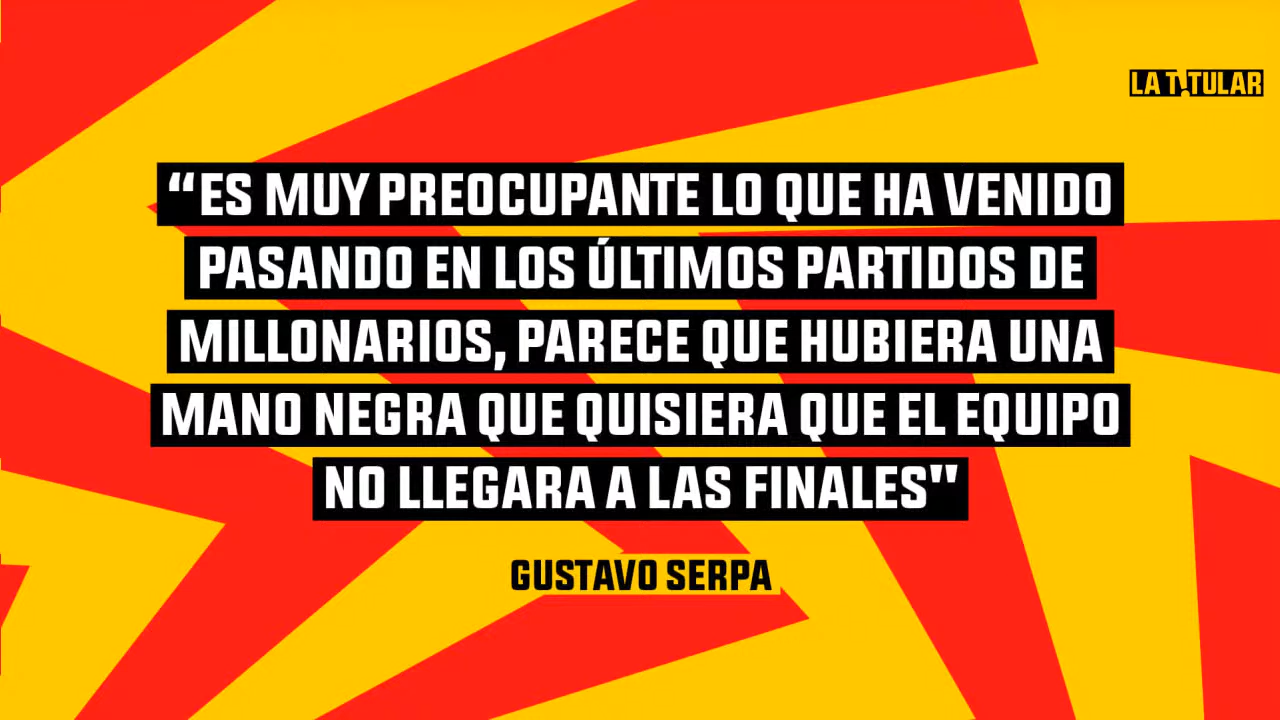 LA TITULAR
“ES MUY PREOCUPANTE LO QUE HA VENIDO
PASANDO EN LOS ÚLTIMOS PARTIDOS DE
MILLONARIOS, PARECE QUE HUBIERA UNA
MANO NEGRA QUE QUISIERA QUE EL EQUIPO
NO LLEGARA A LAS FINALES"
GUSTAVO SERPA